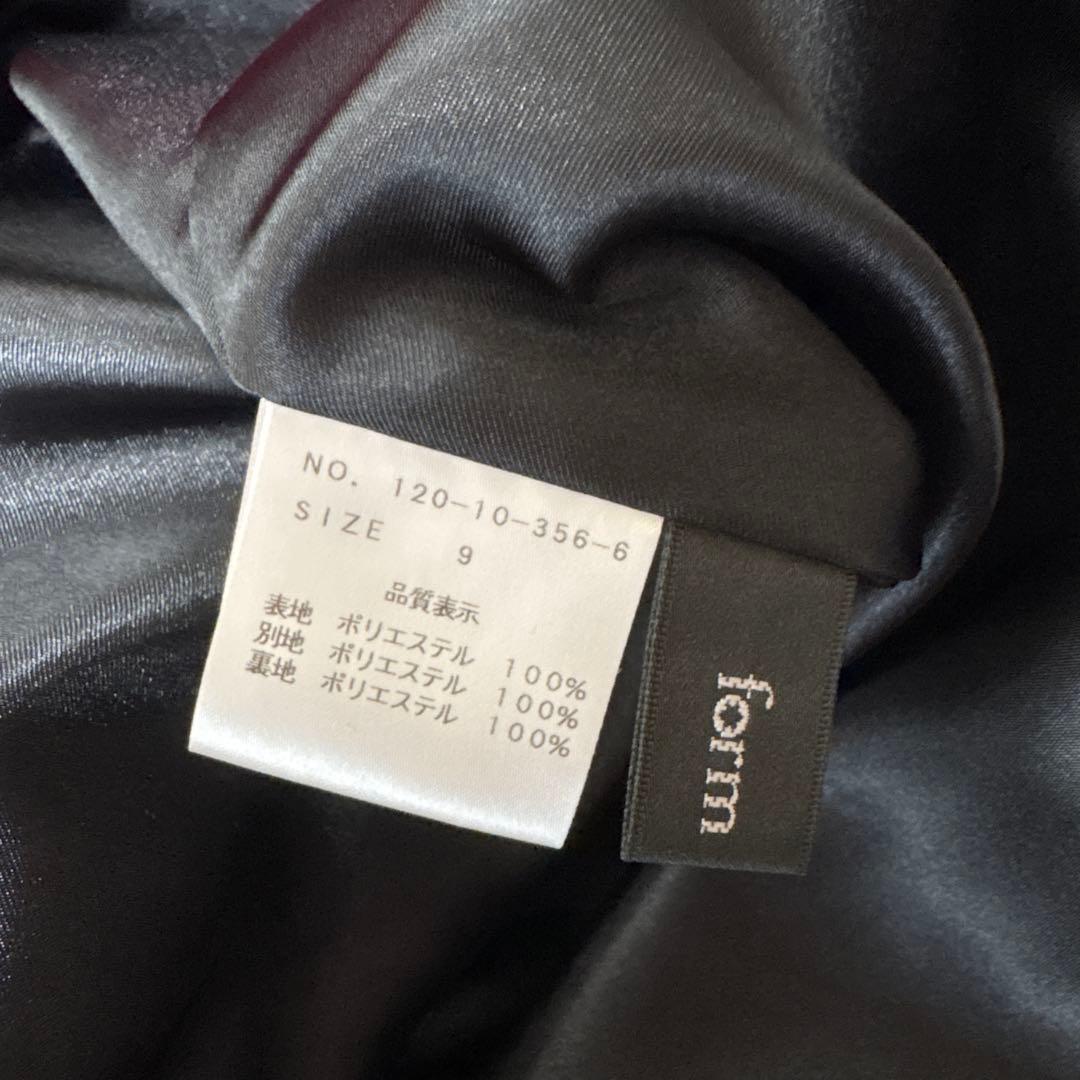 NO. 120-10-356-6
SIZE 9
品質表示
表地 ポリエステル 100%
別地 ポリエステル 100%
裏地 ポリエステル 100%
form